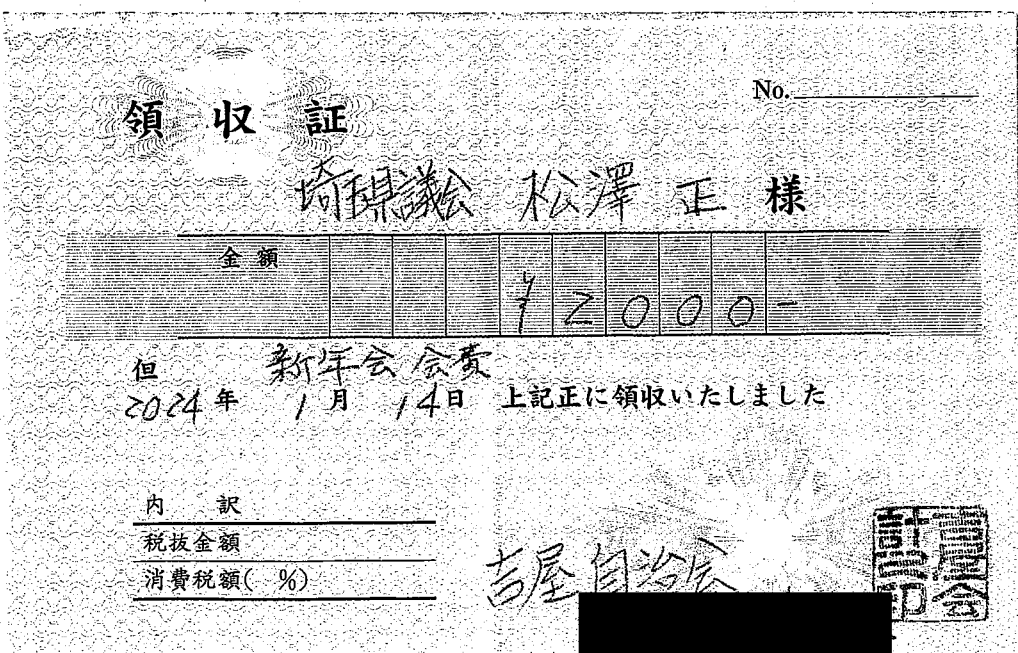 領収証
No.
埼玉県議会 松澤 正 様
金額
¥2000-
但 新年会 会費
2024年 1月 14日 上記正に領収いたしました
内訳
税抜金額
消費税額( %)
吉屋自治会